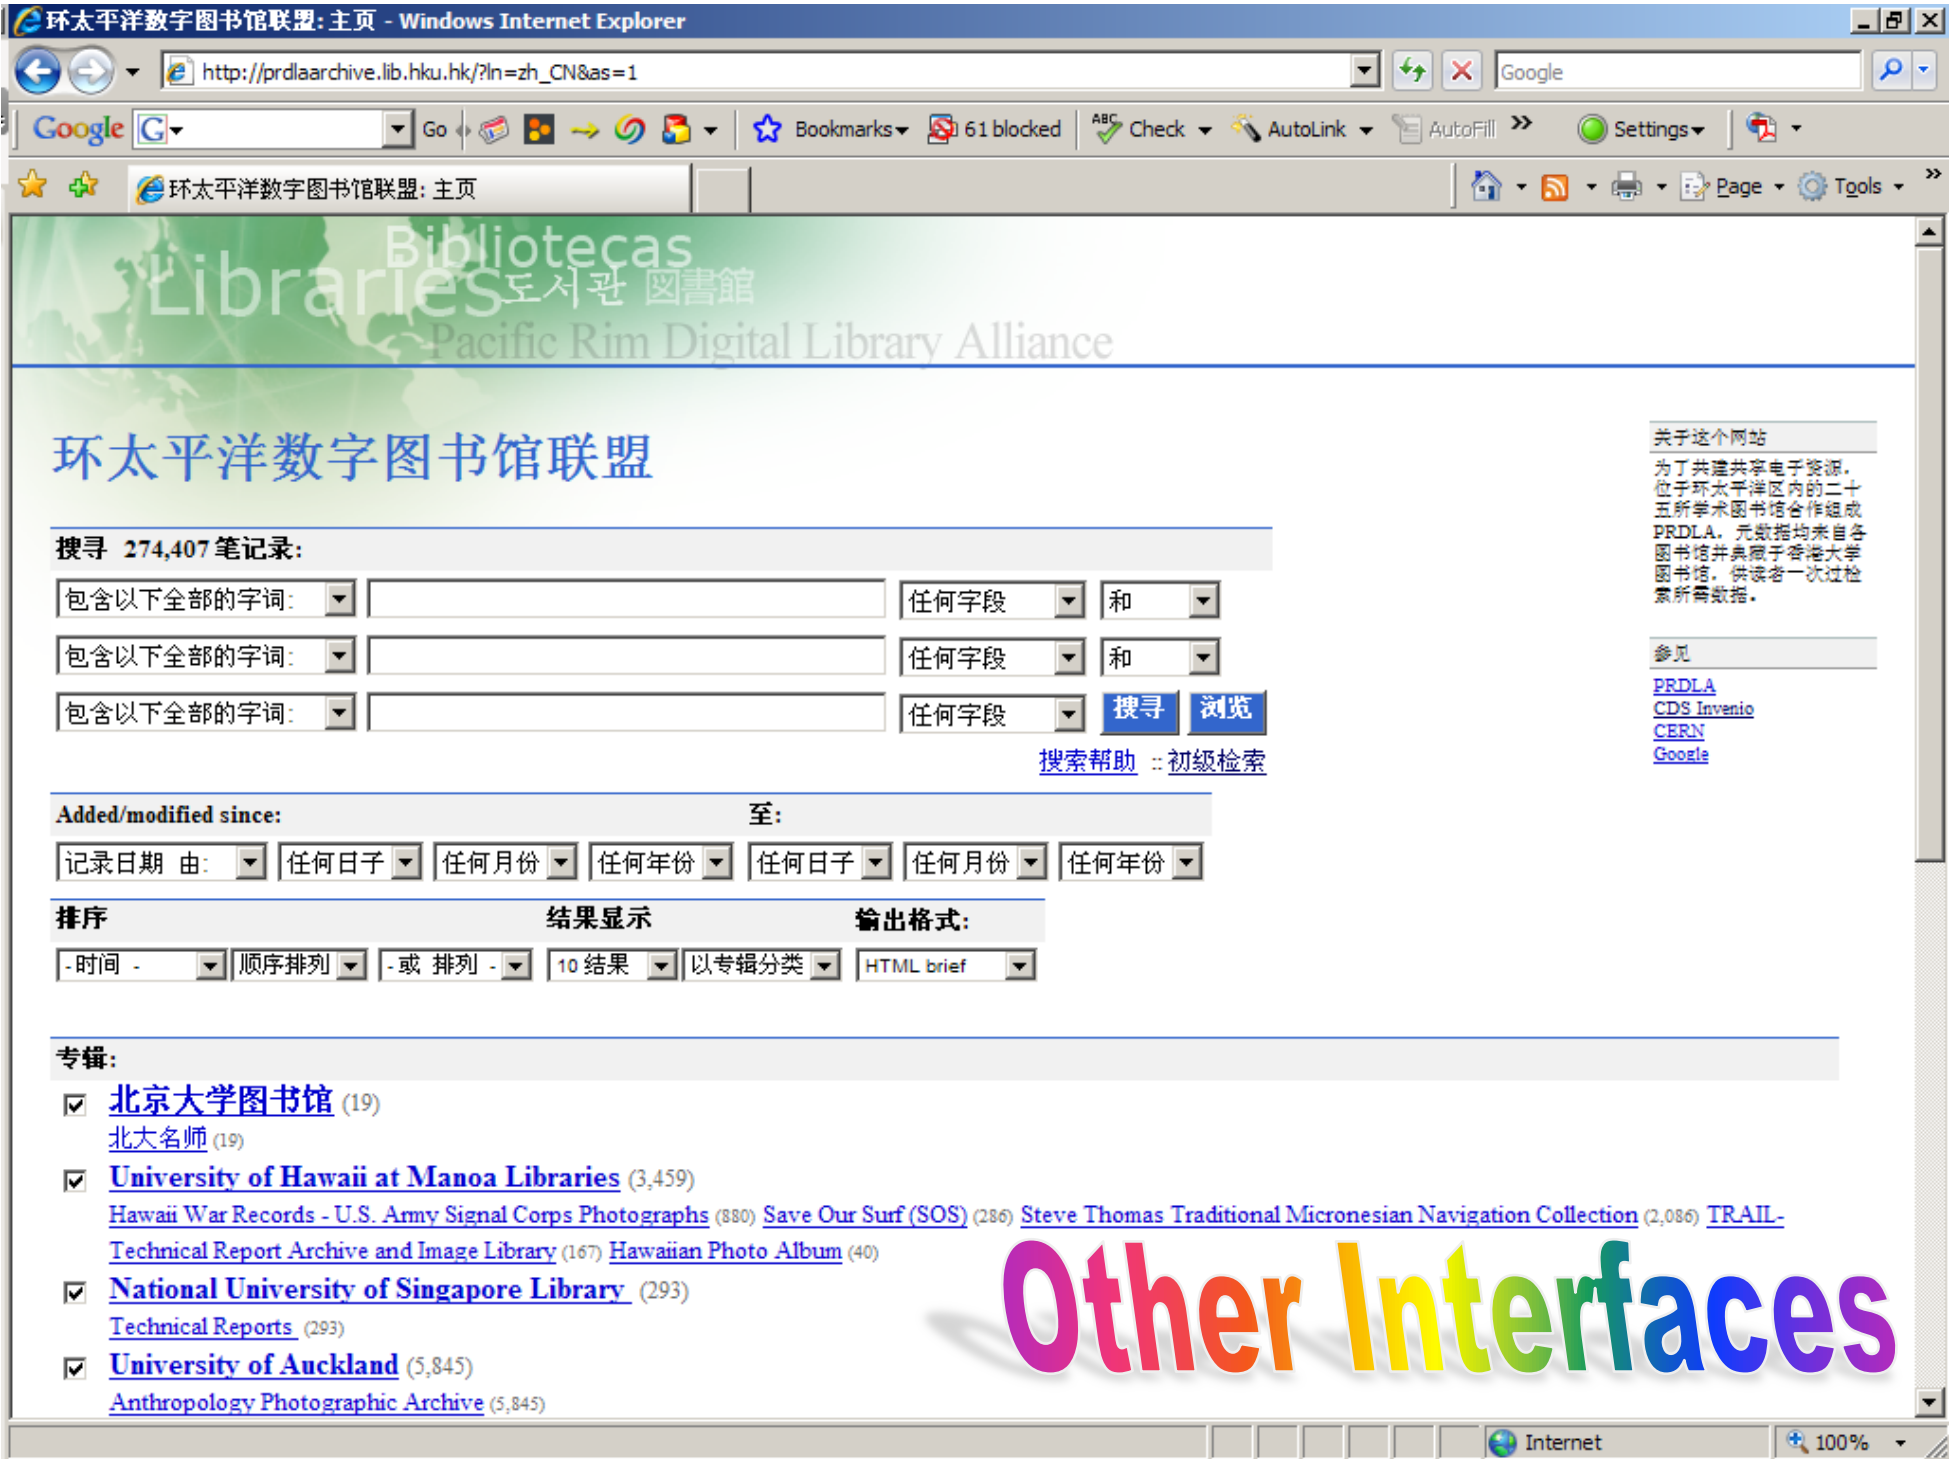 环太平洋数字图书馆联盟: 主页 - Windows Internet Explorer
http://prdlaarchive.lib.hku.hk/?ln=zh_CN&as=1
Google
Google G Go Bookmarks 61 blocked ABC Check AutoLink AutoFill » Settings
环太平洋数字图书馆联盟: 主页
Page Tools »
Bibliotecas
Libraries 도서관 図書館
Pacific Rim Digital Library Alliance
环太平洋数字图书馆联盟
搜寻 274,407 笔记录:
包含以下全部的字词: 任何字段 和
包含以下全部的字词: 任何字段 和
包含以下全部的字词: 任何字段 搜寻 浏览
搜索帮助 :: 初级检索
Added/modified since: 至:
记录日期 由: 任何日子 任何月份 任何年份 任何日子 任何月份 任何年份
排序 结果显示 输出格式:
- 时间 - 顺序排列 - 或 排列 - 10 结果 以专辑分类 HTML brief
专辑:
北京大学图书馆 (19)
北大名师 (19)
University of Hawaii at Manoa Libraries (3,459)
Hawaii War Records - U.S. Army Signal Corps Photographs (880) Save Our Surf (SOS) (286) Steve Thomas Traditional Micronesian Navigation Collection (2,086) TRAIL-
Technical Report Archive and Image Library (167) Hawaiian Photo Album (40)
National University of Singapore Library (293)
Technical Reports (293)
University of Auckland (5,845)
Anthropology Photographic Archive (5,845)
关于这个网站
为了共建共享电子资源,
位于环太平洋区内的二十
五所学术图书馆合作组成
PRDLA. 元数据均来自各
图书馆并典藏于香港大学
图书馆, 供读者一次过检
索所需数据。
参见
PRDLA
CDS Invenio
CERN
Google
Other Interfaces
Internet 100%